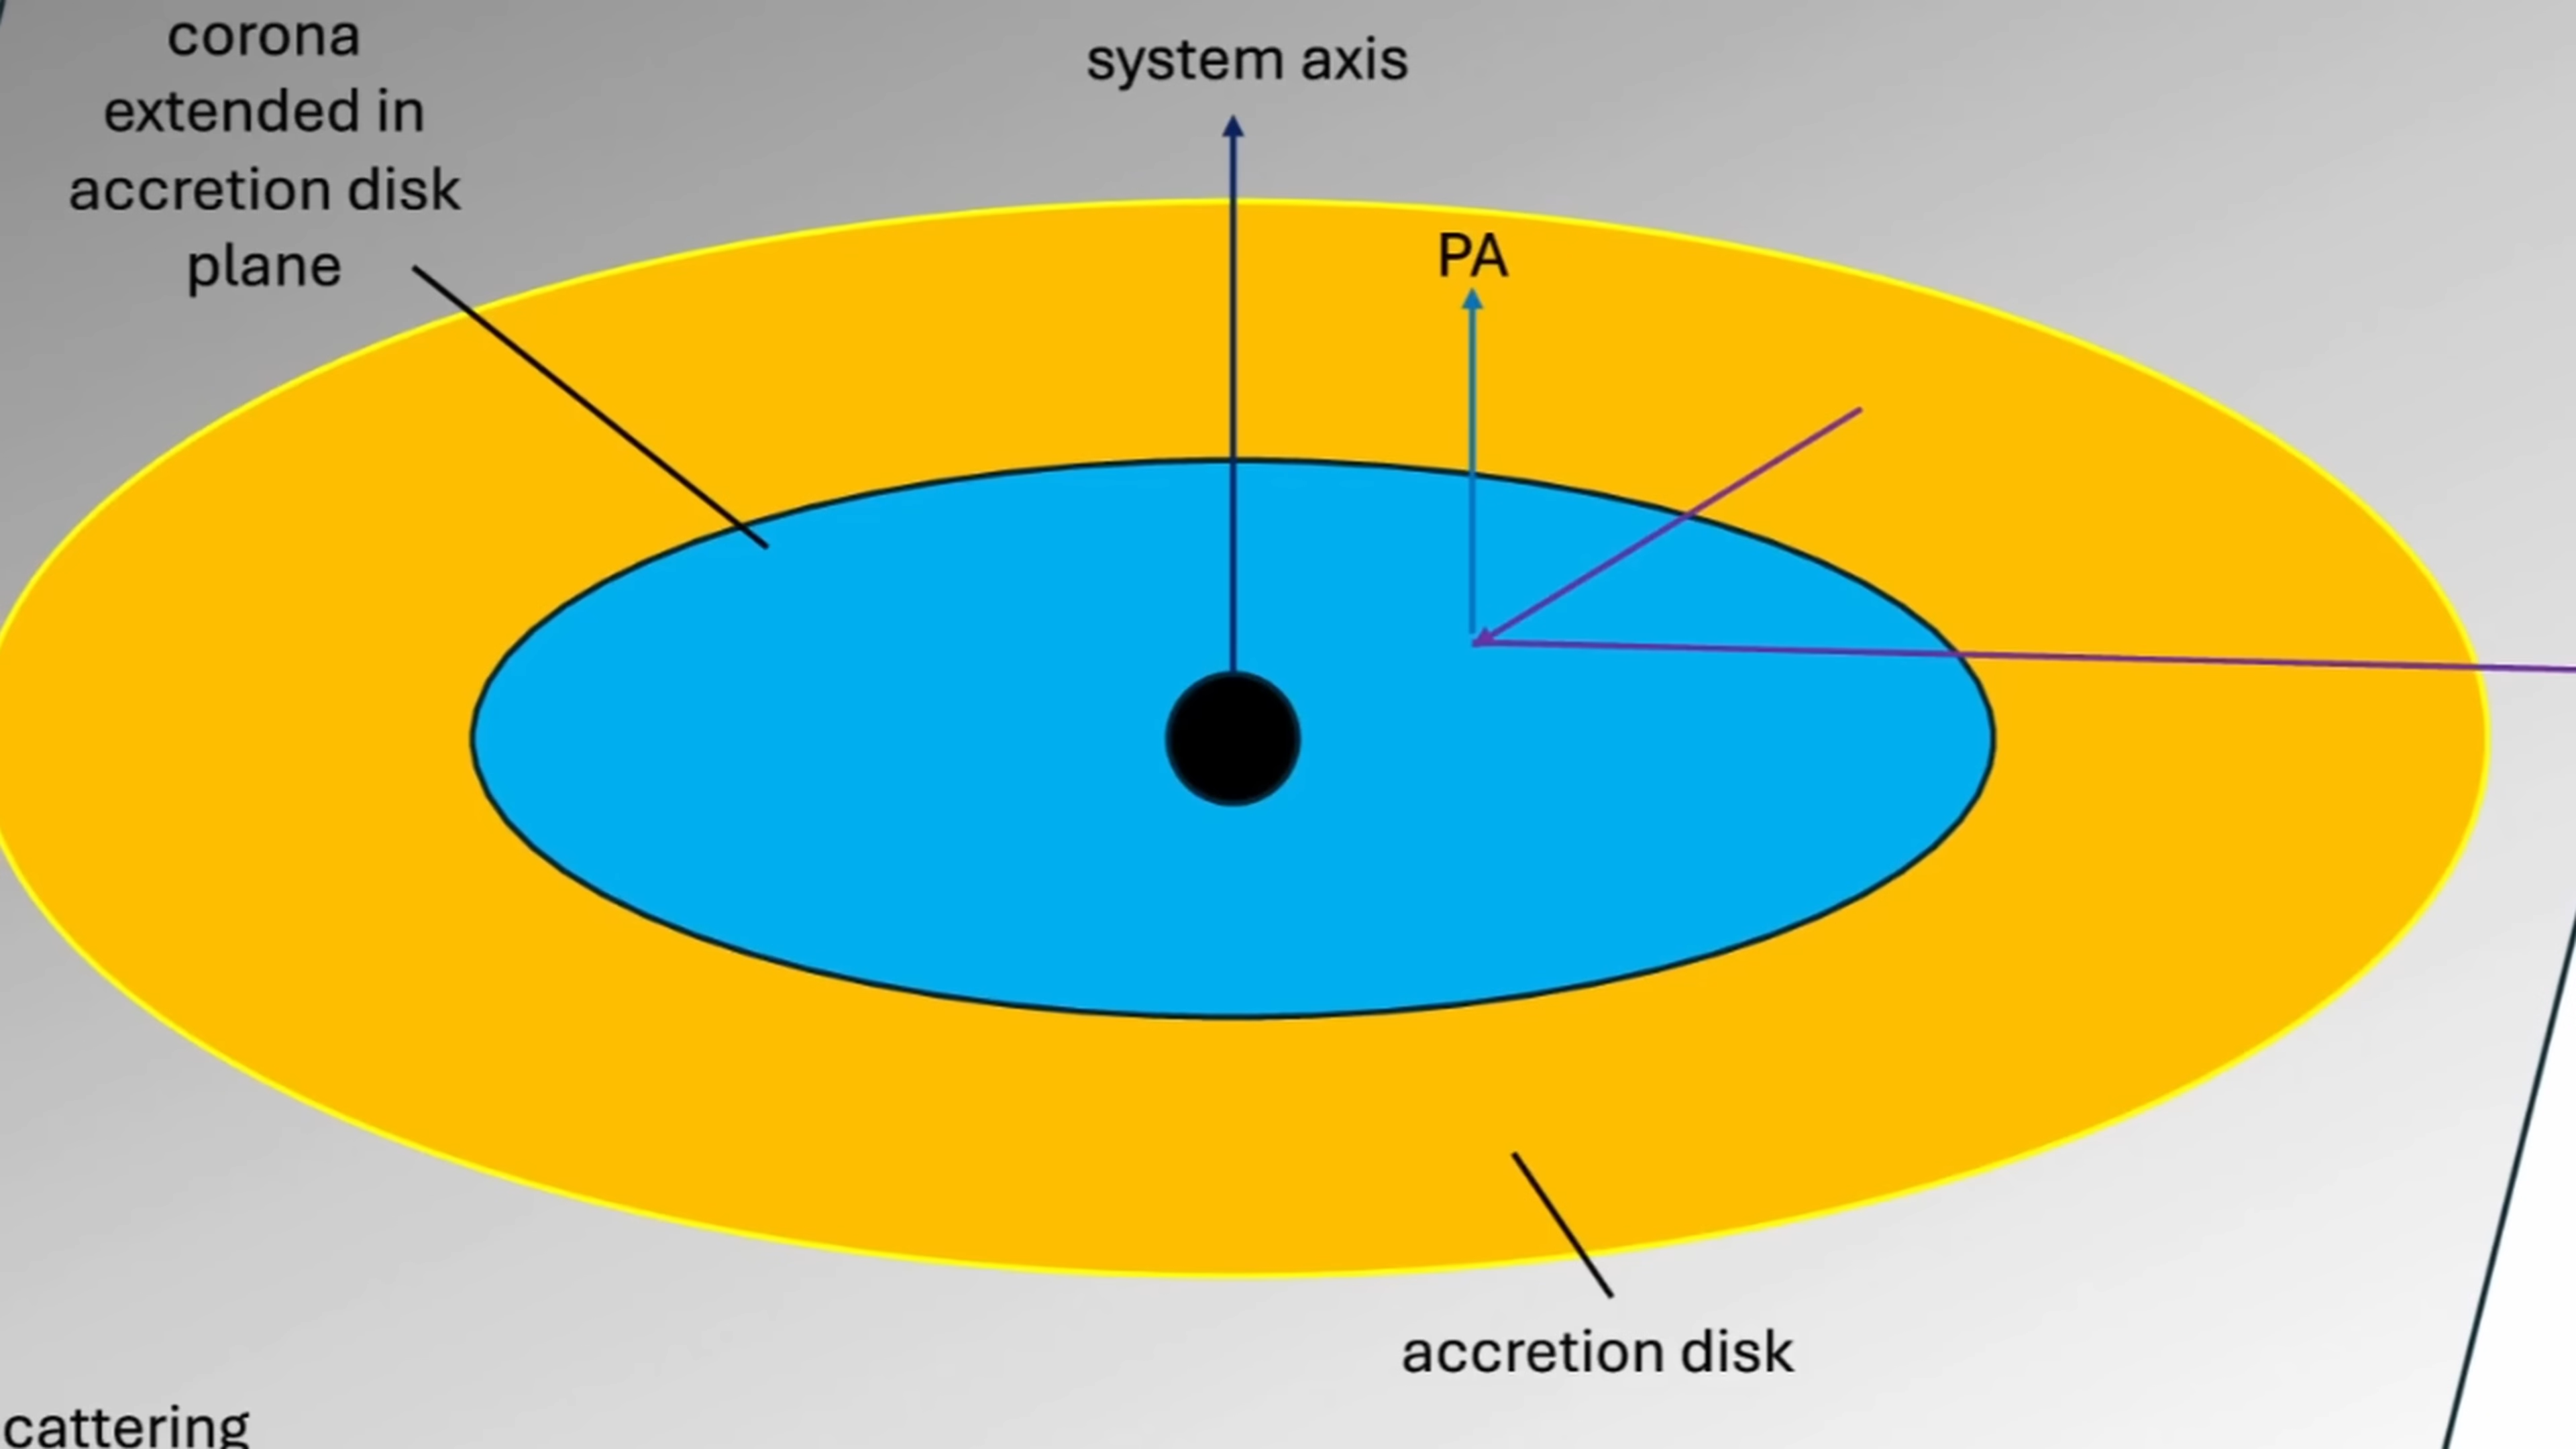 corona
extended in
accretion disk
plane
system axis
PA
accretion disk
cattering